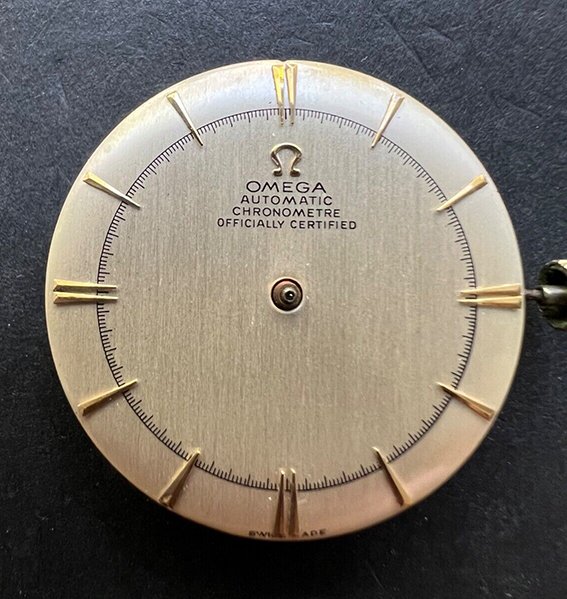 OMEGA
AUTOMATIC
CHRONOMETRE
OFFICIALLY CERTIFIED
SWISS MADE